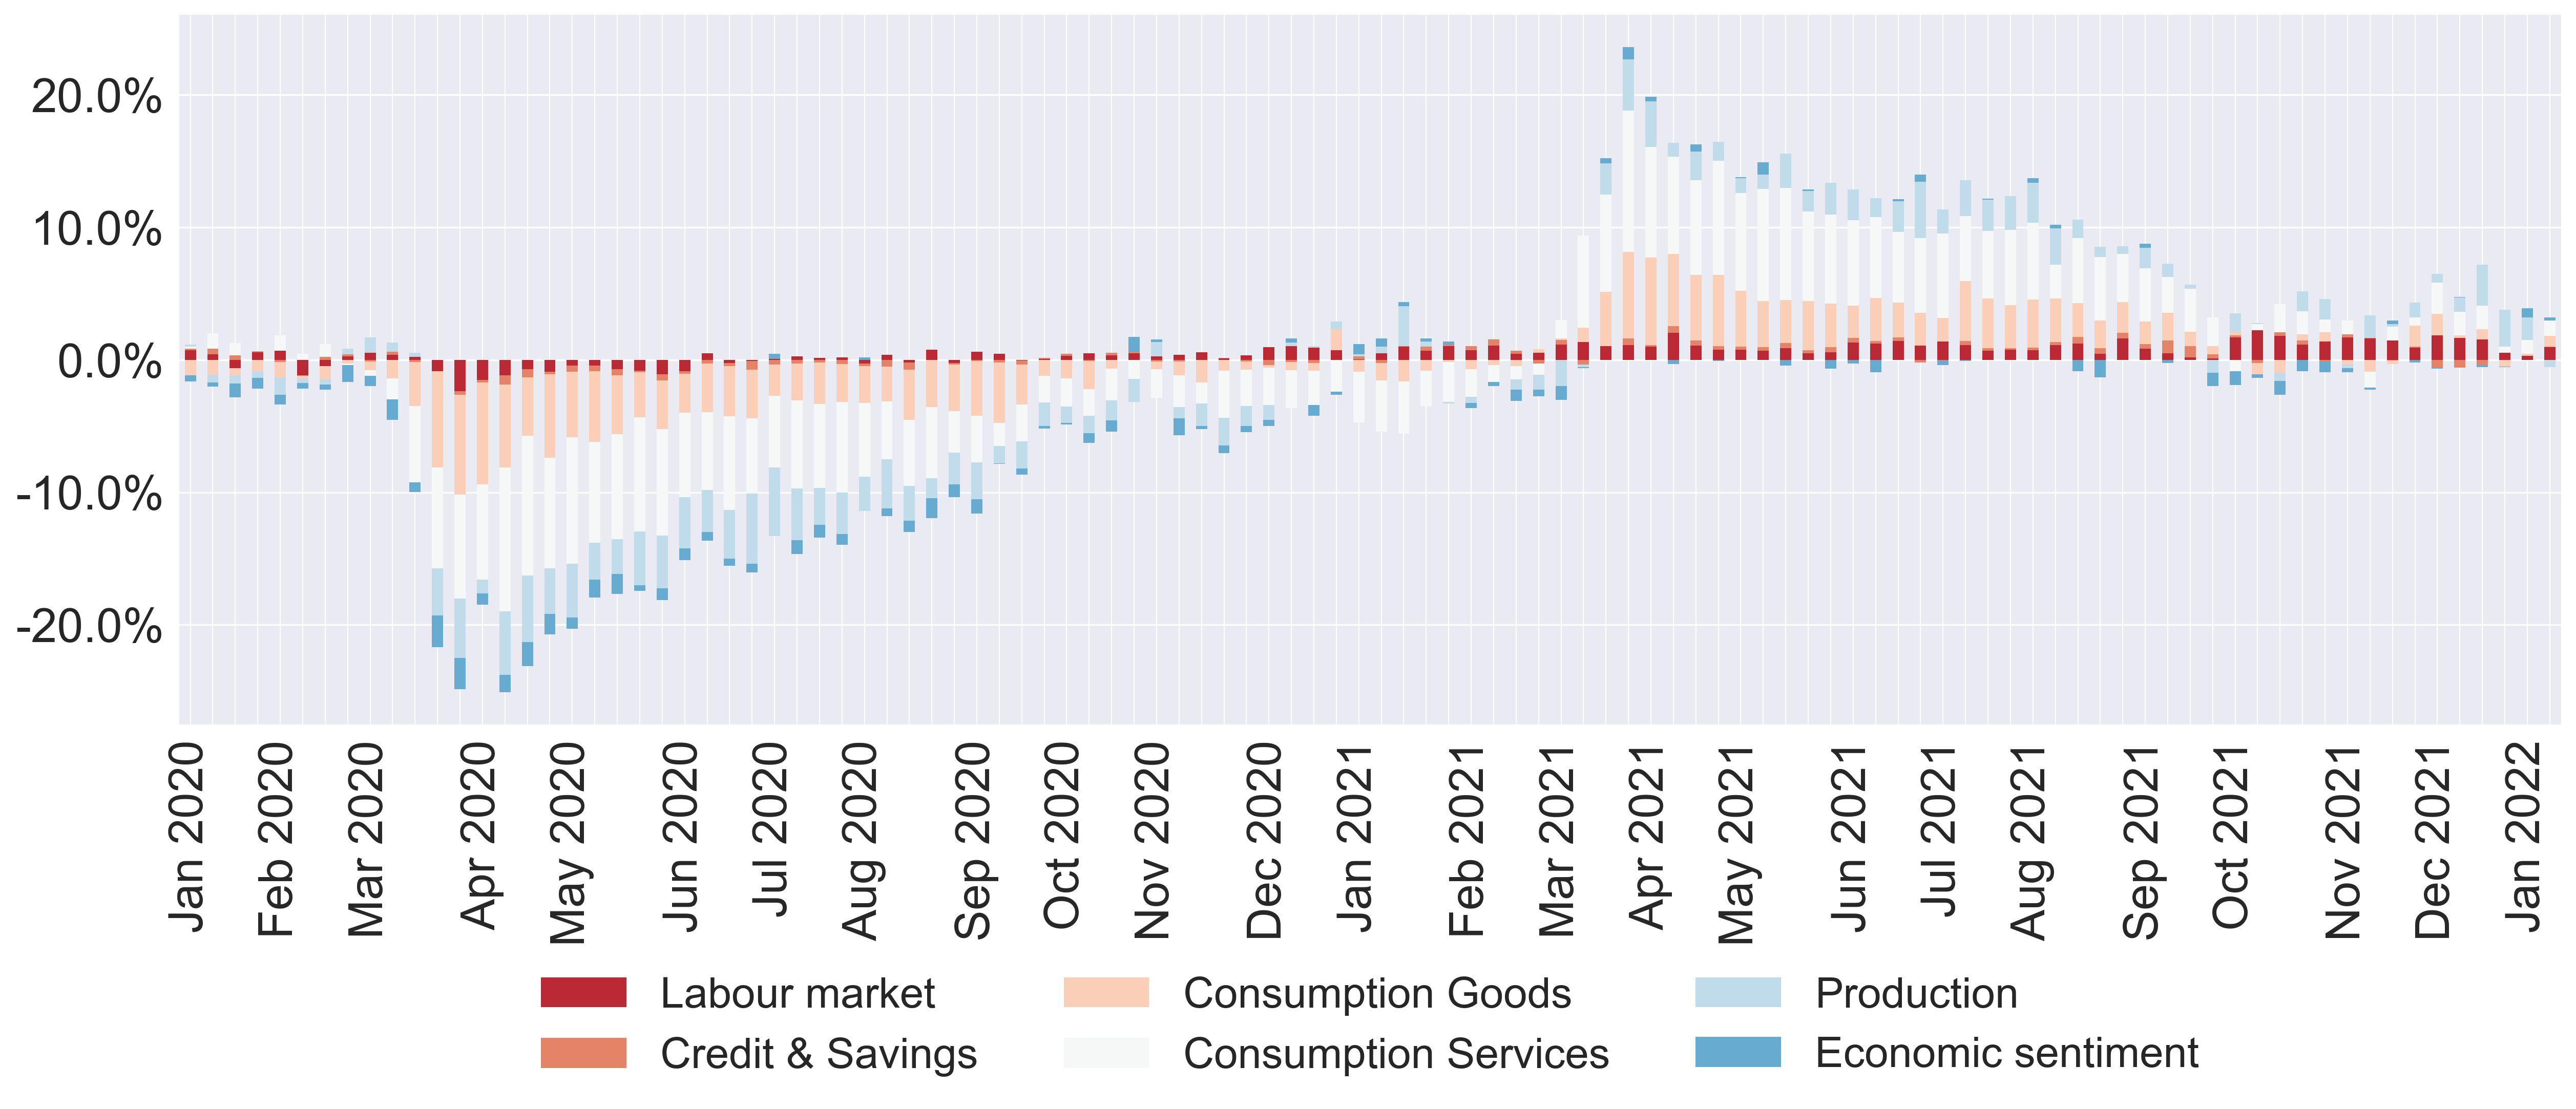 20.0%
10.0%
0.0%
-10.0%
-20.0%
Jan 2020
Feb 2020
Mar 2020
Apr 2020
May 2020
Jun 2020
Jul 2020
Aug 2020
Sep 2020
Oct 2020
Nov 2020
Dec 2020
Jan 2021
Feb 2021
Mar 2021
Apr 2021
May 2021
Jun 2021
Jul 2021
Aug 2021
Sep 2021
Oct 2021
Nov 2021
Dec 2021
Jan 2022
Labour market
Consumption Goods
Production
Credit & Savings
Consumption Services
Economic sentiment